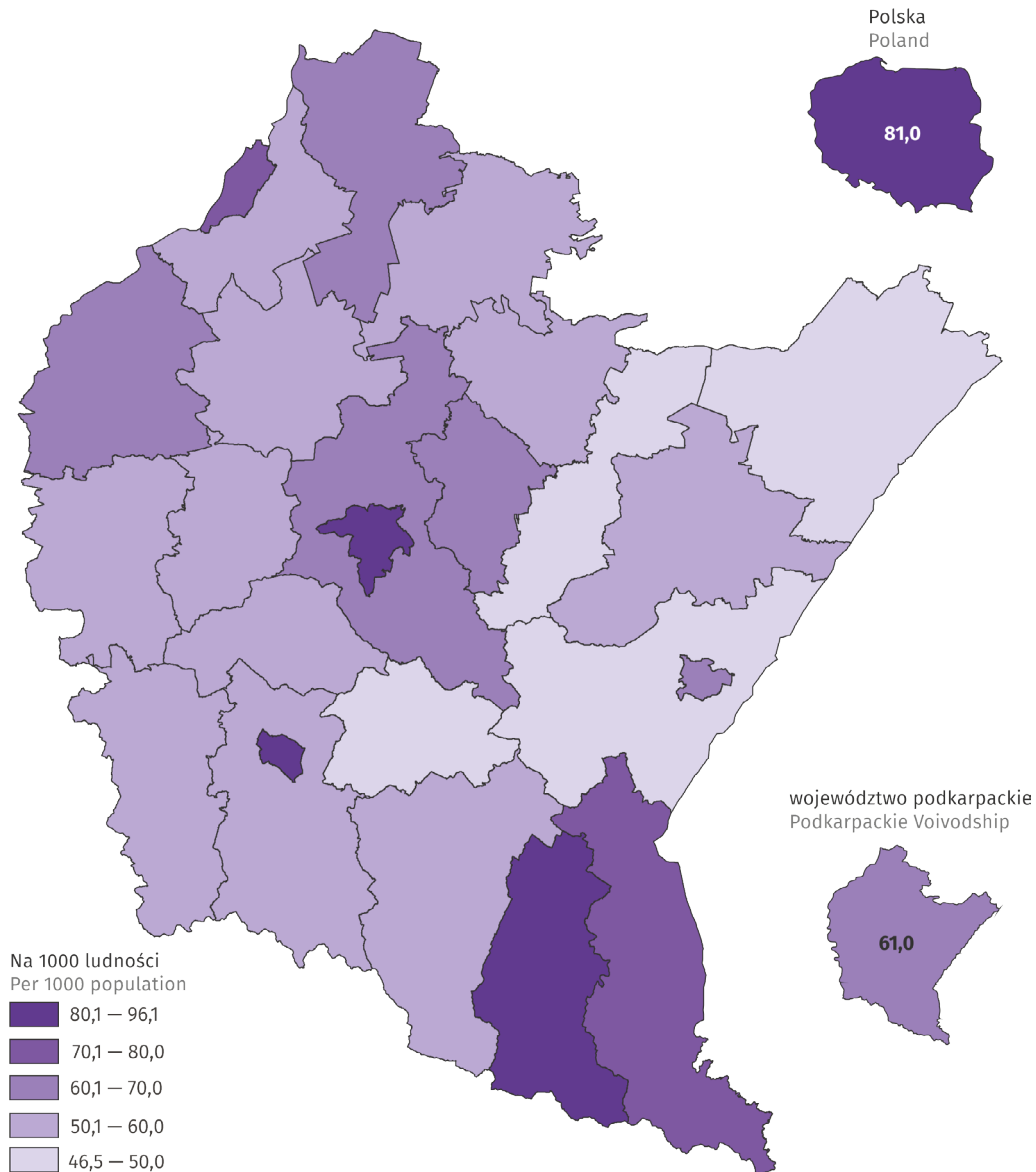 Polska
Poland
81,0
województwo podkarpackie
Podkarpackie Voivodship
61,0
Na 1000 ludności
Per 1000 population
80,1 — 96,1
70,1 — 80,0
60,1 — 70,0
50,1 — 60,0
46,5 — 50,0